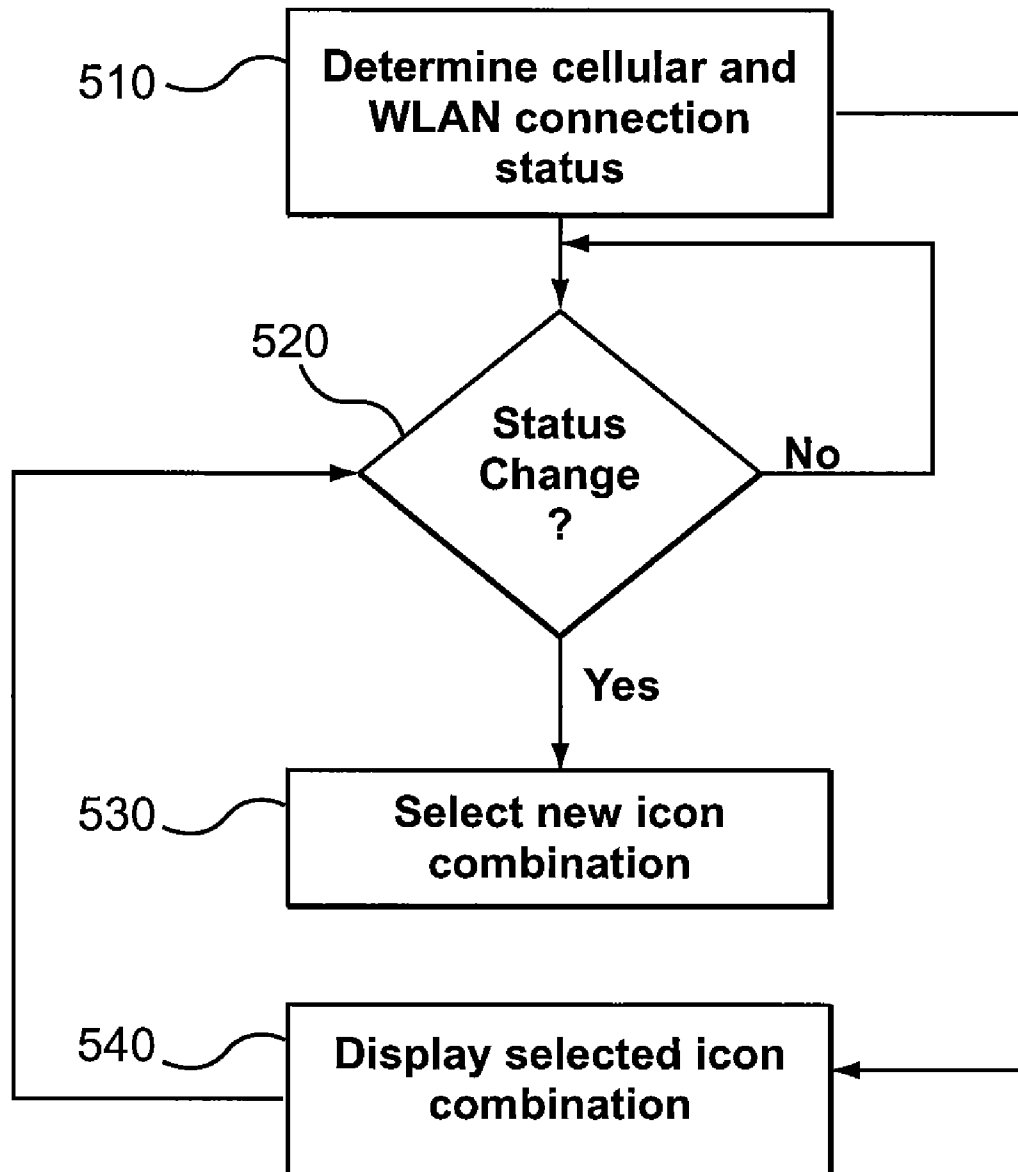 510
Determine cellular and
WLAN connection
status
520
Status
Change
?
No
Yes
530
Select new icon
combination
540
Display selected icon
combination